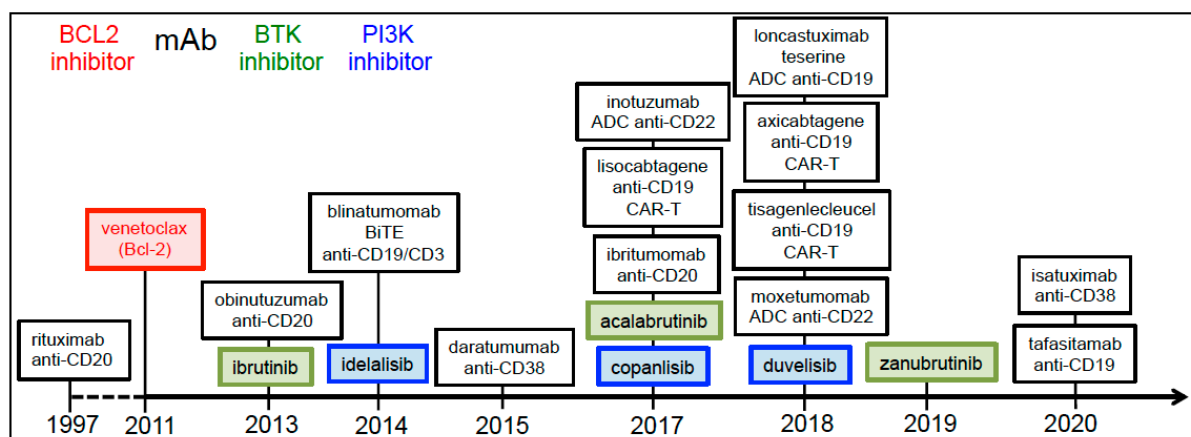 BCL2
inhibitor
mAb
BTK
inhibitor
PI3K
inhibitor
rituximab
anti-CD20
venetoclax
(Bcl-2)
obinutuzumab
anti-CD20
ibrutinib
blinatumomab
BiTE
anti-CD19/CD3
idelalisib
daratumumab
anti-CD38
inotuzumab
ADC anti-CD22
lisocabtagene
anti-CD19
CAR-T
ibritumomab
anti-CD20
acalabrutinib
copanlisib
loncastuximab
teserine
ADC anti-CD19
axicabtagene
anti-CD19
CAR-T
tisagenlecleucel
anti-CD19
CAR-T
moxetumomab
ADC anti-CD22
duvelisib
zanubrutinib
isatuximab
anti-CD38
tafasitamab
anti-CD19
1997 2011 2013 2014 2015 2017 2018 2019 2020